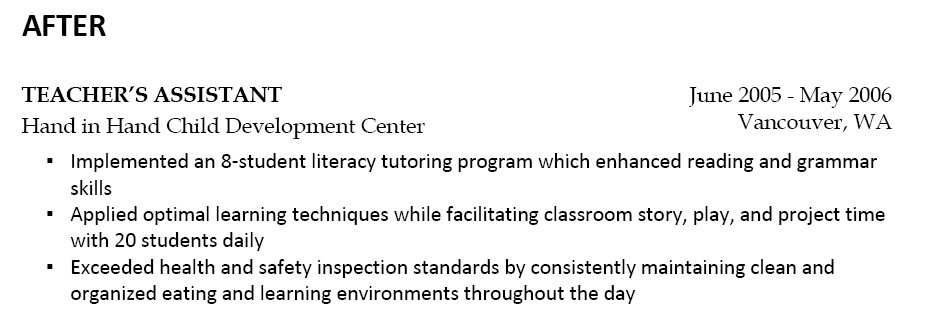 AFTER
TEACHER’S ASSISTANT June 2005 - May 2006
Hand in Hand Child Development Center Vancouver, WA
▪ Implemented an 8-student literacy tutoring program which enhanced reading and grammar
skills
▪ Applied optimal learning techniques while facilitating classroom story, play, and project time
with 20 students daily
▪ Exceeded health and safety inspection standards by consistently maintaining clean and
organized eating and learning environments throughout the day